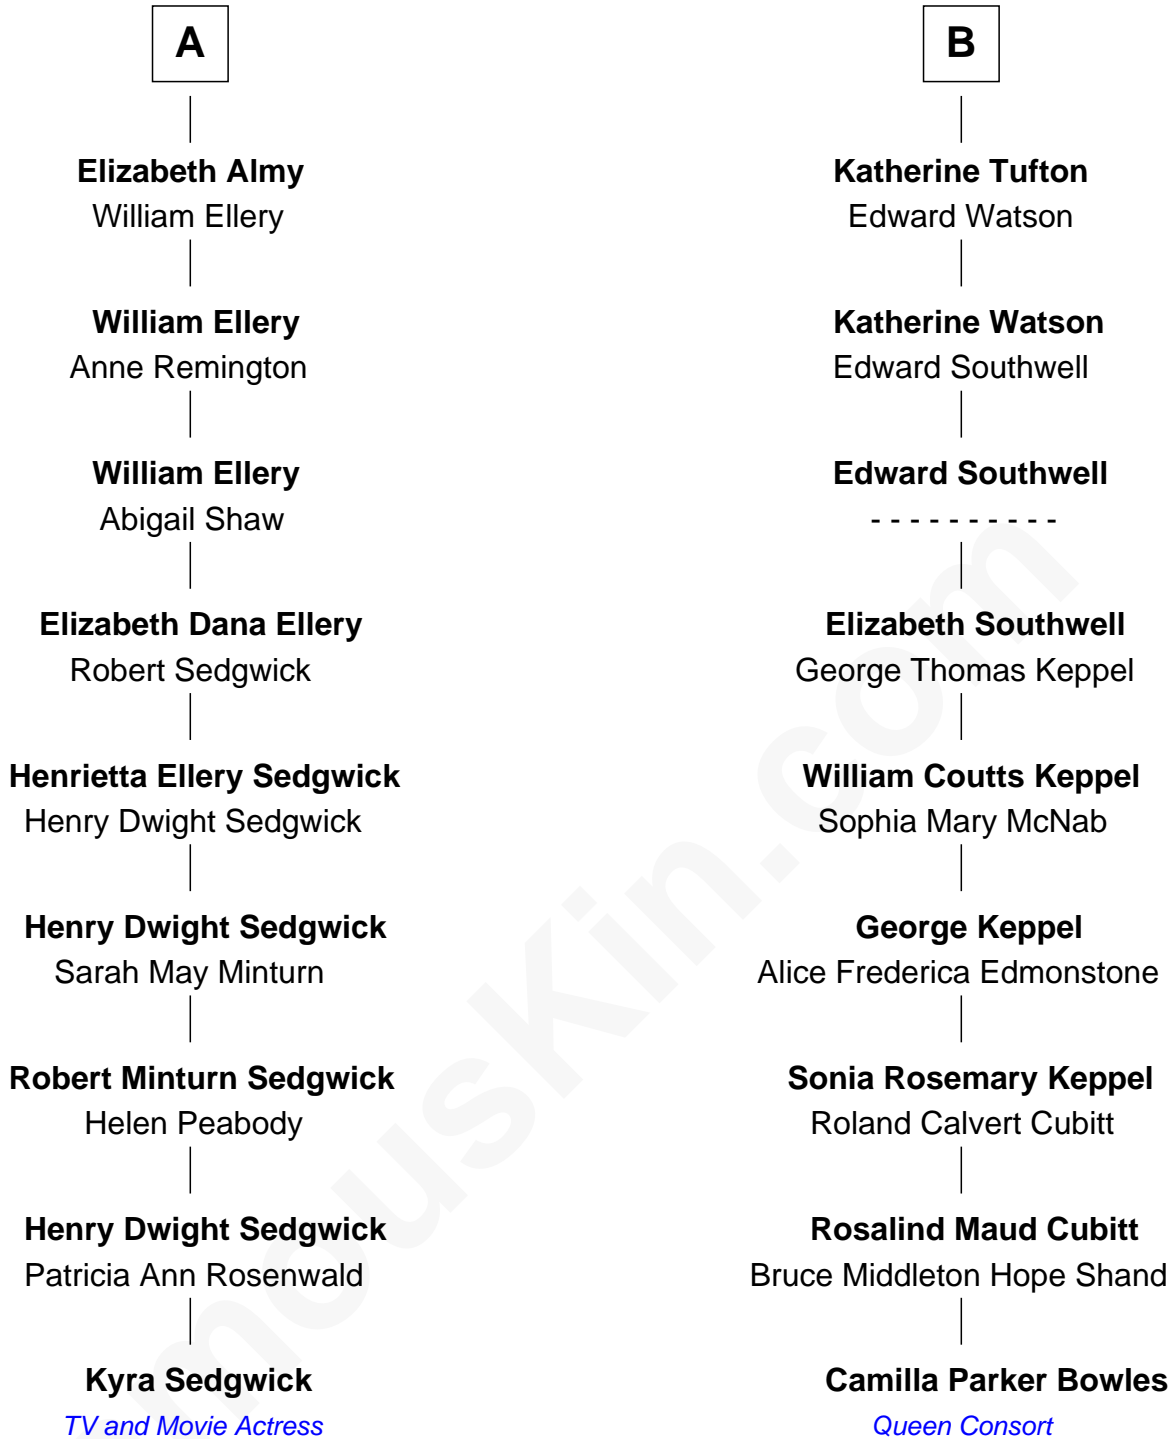 A
Elizabeth Almy
William Ellery
William Ellery
Anne Remington
William Ellery
Abigail Shaw
Elizabeth Dana Ellery
Robert Sedgwick
Henrietta Ellery Sedgwick
Henry Dwight Sedgwick
Henry Dwight Sedgwick
Sarah May Minturn
Robert Minturn Sedgwick
Helen Peabody
Henry Dwight Sedgwick
Patricia Ann Rosenwald
Kyra Sedgwick
TV and Movie Actress
B
Katherine Tufton
Edward Watson
Katherine Watson
Edward Southwell
Edward Southwell
- - - - - - - - - -
Elizabeth Southwell
George Thomas Keppel
William Coutts Keppel
Sophia Mary McNab
George Keppel
Alice Frederica Edmonstone
Sonia Rosemary Keppel
Roland Calvert Cubitt
Rosalind Maud Cubitt
Bruce Middleton Hope Shand
Camilla Parker Bowles
Queen Consort
mousKin.com